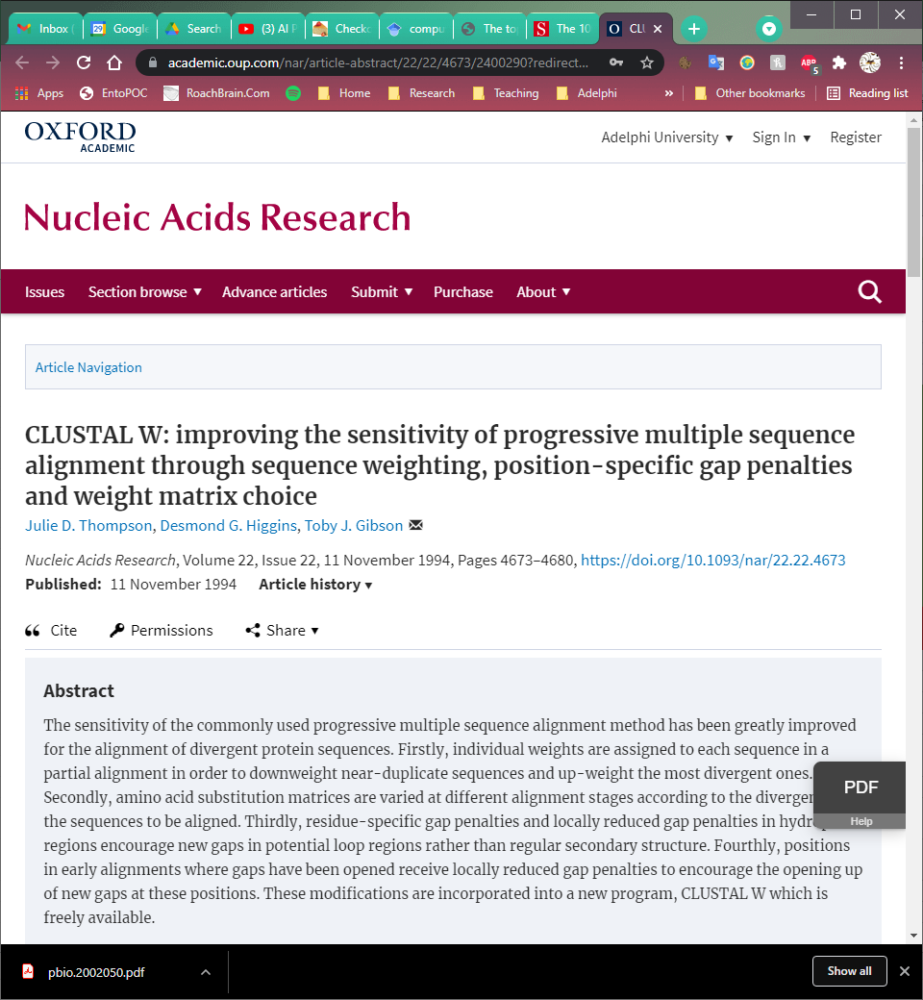 Inbox (
29 Google
Search
(3) AI P
Checko
compu
The to
The 10
CLU
academic.oup.com/nar/article-abstract/22/22/4673/2400290?redirect...
ABP
5
Apps
EntoPOC
RoachBrain.Com
Home
Research
Teaching
Adelphi
»
Other bookmarks
Reading list
OXFORD
ACADEMIC
Adelphi University ▼
Sign In ▼
Register
Nucleic Acids Research
Issues
Section browse ▼
Advance articles
Submit ▼
Purchase
About ▼
Article Navigation
CLUSTAL W: improving the sensitivity of progressive multiple sequence
alignment through sequence weighting, position-specific gap penalties
and weight matrix choice
Julie D. Thompson, Desmond G. Higgins, Toby J. Gibson
Nucleic Acids Research, Volume 22, Issue 22, 11 November 1994, Pages 4673–4680, https://doi.org/10.1093/nar/22.22.4673
Published: 11 November 1994 Article history ▼
Cite
Permissions
Share ▼
Abstract
The sensitivity of the commonly used progressive multiple sequence alignment method has been greatly improved
for the alignment of divergent protein sequences. Firstly, individual weights are assigned to each sequence in a
partial alignment in order to downweight near-duplicate sequences and up-weight the most divergent ones.
Secondly, amino acid substitution matrices are varied at different alignment stages according to the diverger
the sequences to be aligned. Thirdly, residue-specific gap penalties and locally reduced gap penalties in hydr
regions encourage new gaps in potential loop regions rather than regular secondary structure. Fourthly, positions
in early alignments where gaps have been opened receive locally reduced gap penalties to encourage the opening up
of new gaps at these positions. These modifications are incorporated into a new program, CLUSTAL W which is
freely available.
PDF
Help
pbio.2002050.pdf
Show all